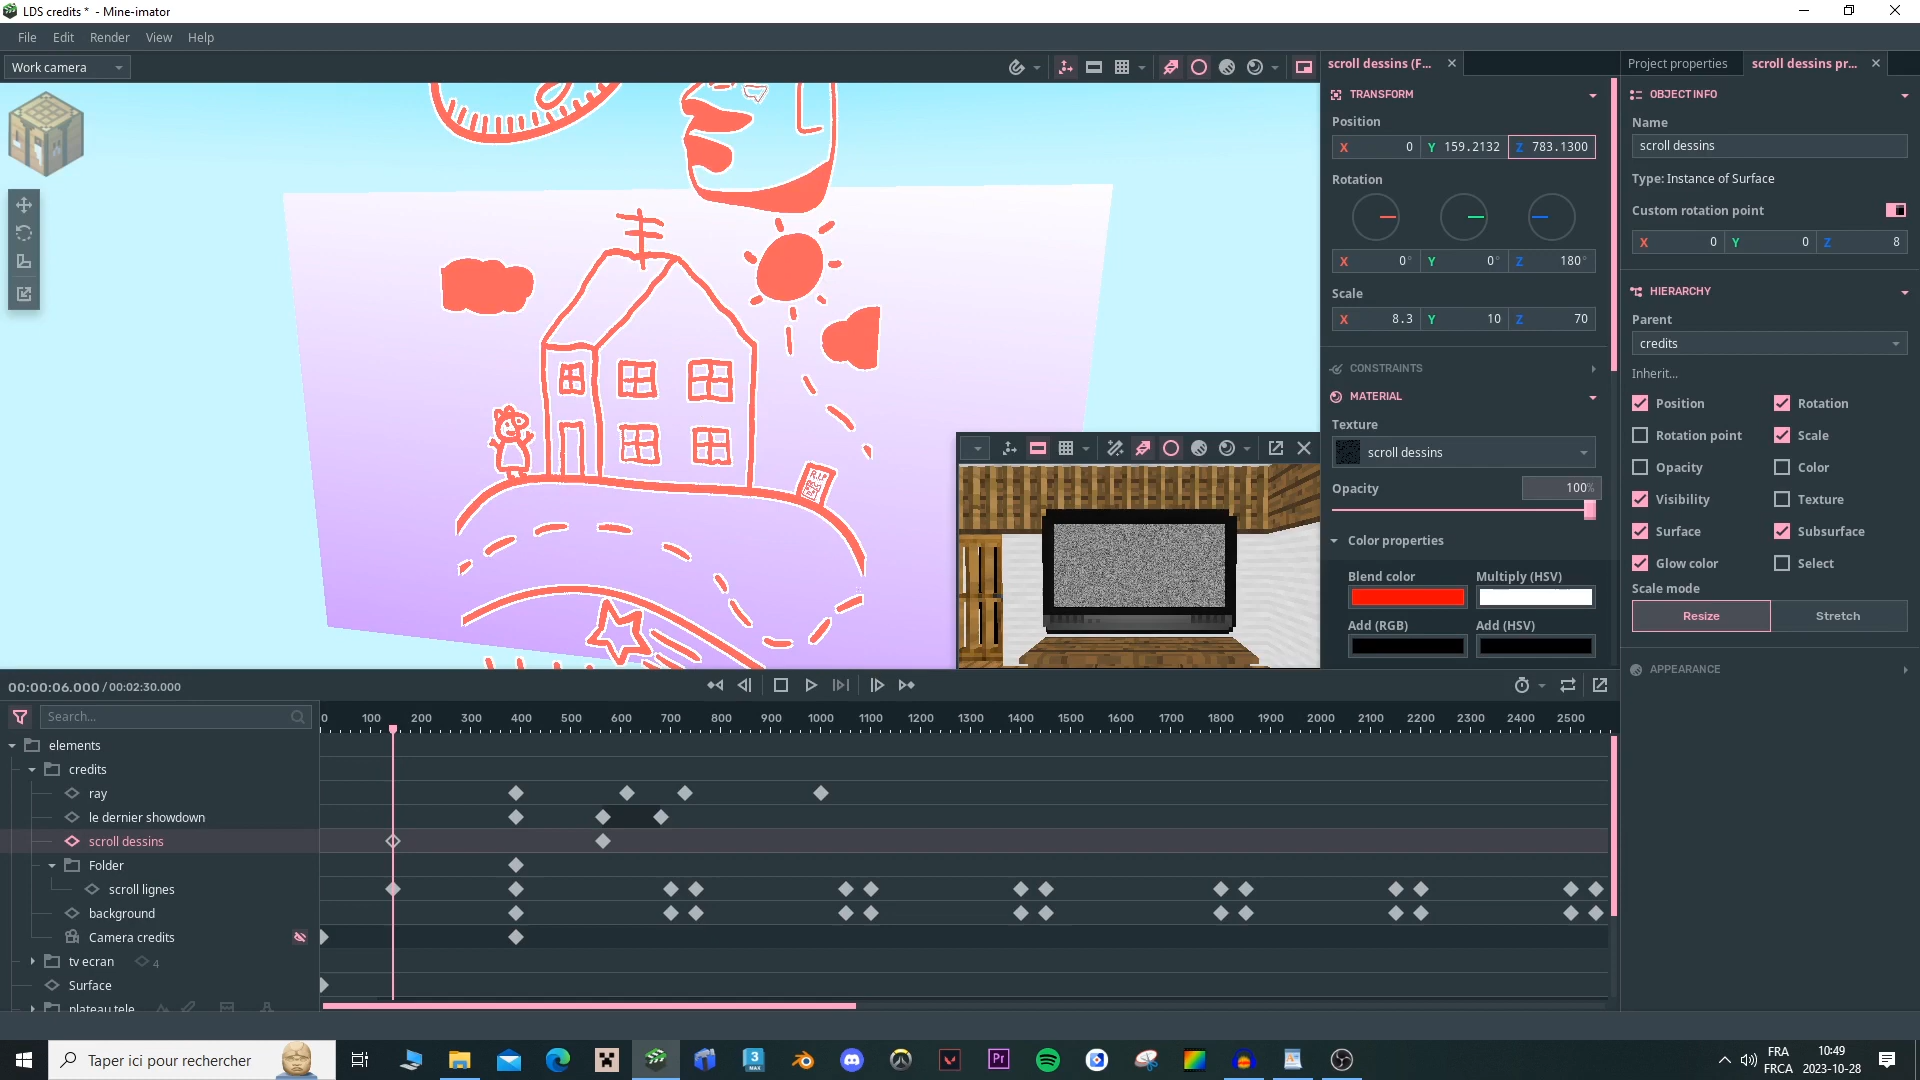 LDS credits * - Mine-imator
File Edit Render View Help
Work camera
scroll dessins (F...
Project properties
scroll dessins pr...
TRANSFORM
Position
X 0 Y 159.2132 Z 783.1300
Rotation
X 0° Y 0° Z 180°
Scale
X 8.3 Y 10 Z 70
CONSTRAINTS
MATERIAL
Texture
scroll dessins
Opacity 100%
Color properties
Blend color Multiply (HSV)
Add (RGB) Add (HSV)
OBJECT INFO
Name
scroll dessins
Type: Instance of Surface
Custom rotation point
X 0 Y 0 Z 8
HIERARCHY
Parent
credits
Inherit...
Position Rotation
Rotation point Scale
Opacity Color
Visibility Texture
Surface Subsurface
Glow color Select
Scale mode
Resize Stretch
APPEARANCE
R.I.P
00:00:06.000 / 00:02:30.000
Search...
0 100 200 300 400 500 600 700 800 900 1000 1100 1200 1300 1400 1500 1600 1700 1800 1900 2000 2100 2200 2300 2400 2500
elements
credits
ray
le dernier showdown
scroll dessins
Folder
scroll lignes
background
Camera credits
tv ecran 4
Surface
plateau tele
Taper ici pour rechercher
3
MAX
Pr
FRA
FRCA
10:49
2023-10-28